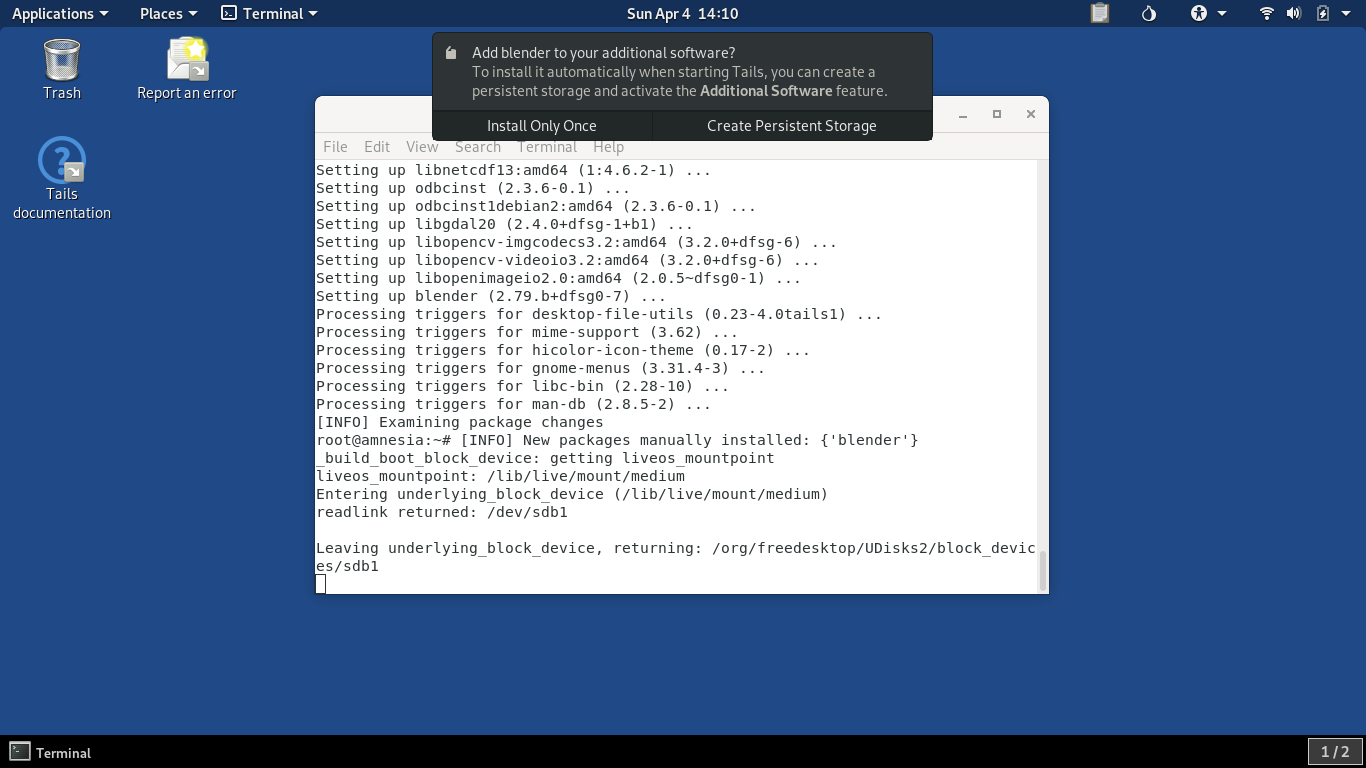 Applications Places Terminal Sun Apr 4 14:10
Trash
Report an error
Tails
documentation
Add blender to your additional software?
To install it automatically when starting Tails, you can create a
persistent storage and activate the Additional Software feature.
Install Only Once Create Persistent Storage
File Edit View Search Terminal Help
Setting up libnetcdf13:amd64 (1:4.6.2-1) ...
Setting up odbcinst (2.3.6-0.1) ...
Setting up odbcinst1debian2:amd64 (2.3.6-0.1) ...
Setting up libgdal20 (2.4.0+dfsg-1+b1) ...
Setting up libopencv-imgcodecs3.2:amd64 (3.2.0+dfsg-6) ...
Setting up libopencv-videoio3.2:amd64 (3.2.0+dfsg-6) ...
Setting up libopenimageio2.0:amd64 (2.0.5~dfsg0-1) ...
Setting up blender (2.79.b+dfsg0-7) ...
Processing triggers for desktop-file-utils (0.23-4.0tails1) ...
Processing triggers for mime-support (3.62) ...
Processing triggers for hicolor-icon-theme (0.17-2) ...
Processing triggers for gnome-menus (3.31.4-3) ...
Processing triggers for libc-bin (2.28-10) ...
Processing triggers for man-db (2.8.5-2) ...
[INFO] Examining package changes
root@amnesia:~# [INFO] New packages manually installed: {'blender'}
_build_boot_block_device: getting liveos_mountpoint
liveos_mountpoint: /lib/live/mount/medium
Entering underlying_block_device (/lib/live/mount/medium)
readlink returned: /dev/sdb1
Leaving underlying_block_device, returning: /org/freedesktop/UDisks2/block_devic
es/sdb1
Terminal 1 / 2